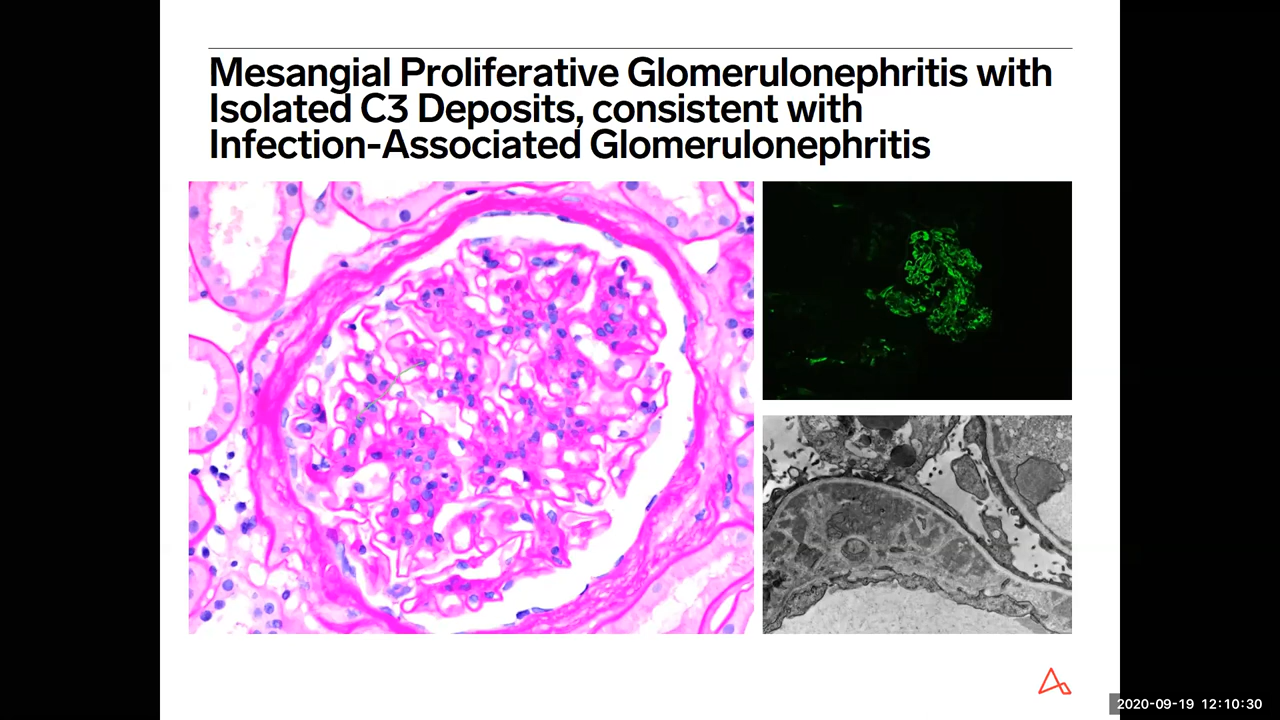 Mesangial Proliferative Glomerulonephritis with
Isolated C3 Deposits, consistent with
Infection-Associated Glomerulonephritis
2020-09-19 12:10:30